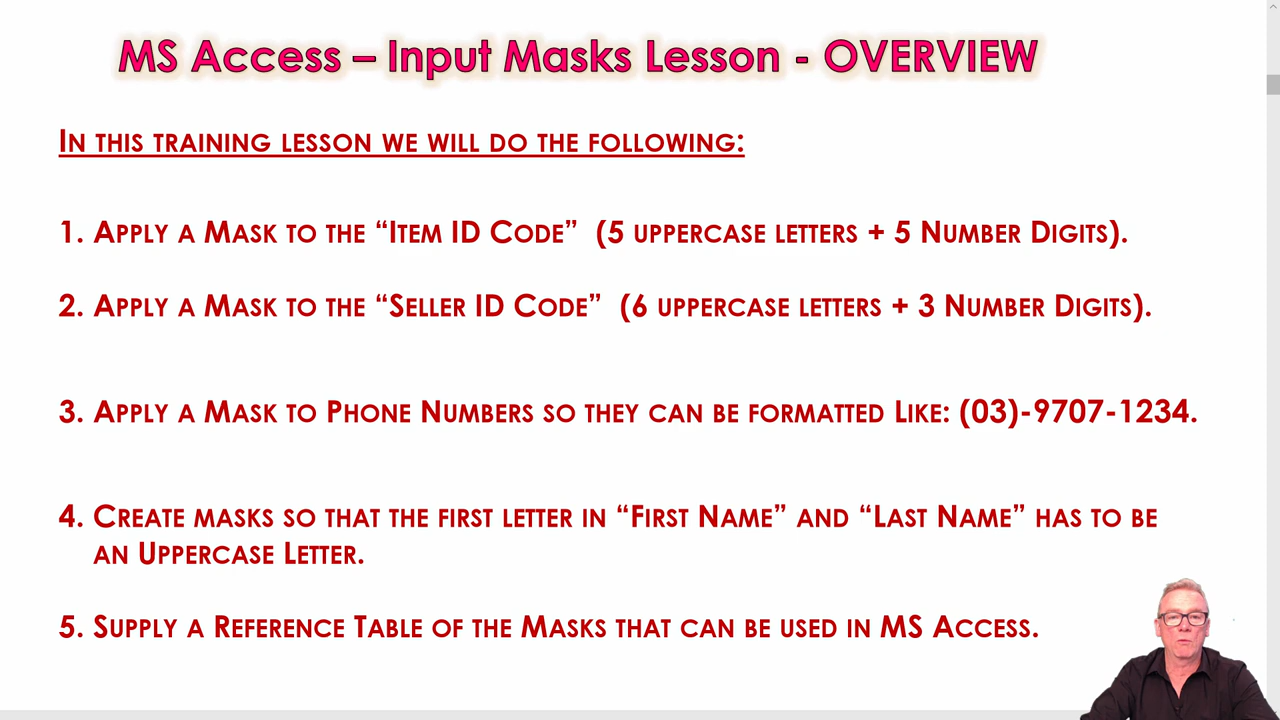 MS Access – Input Masks Lesson - OVERVIEW
In this training lesson we will do the following:
1. Apply a Mask to the “Item ID Code” (5 uppercase letters + 5 Number Digits).
2. Apply a Mask to the “Seller ID Code” (6 uppercase letters + 3 Number Digits).
3. Apply a Mask to Phone Numbers so they can be formatted Like: (03)-9707-1234.
4. Create masks so that the first letter in “First Name” and “Last Name” has to be
an Uppercase Letter.
5. Supply a Reference Table of the Masks that can be used in MS Access.